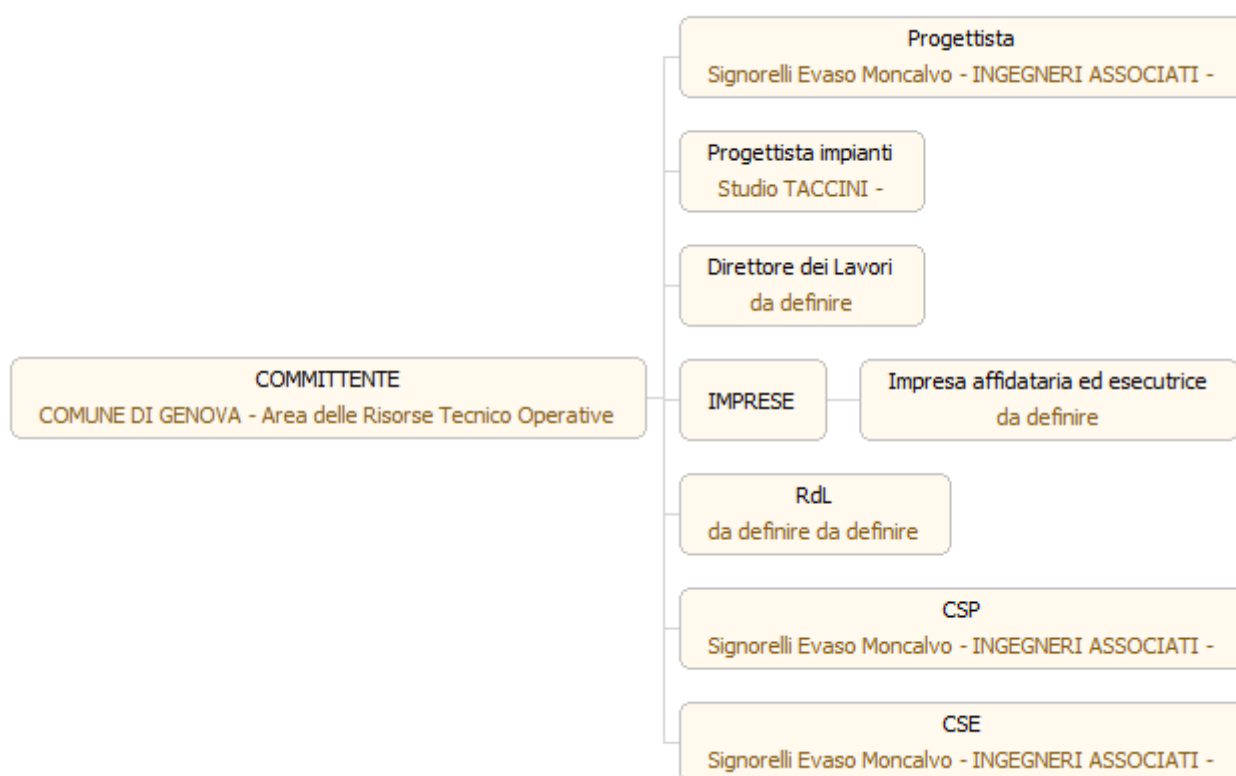 Progettista
Signorelli Evaso Moncalvo - INGEGNERI ASSOCIATI -
Progettista impianti
Studio TACCINI -
Direttore dei Lavori
da definire
COMMITTENTE
COMUNE DI GENOVA - Area delle Risorse Tecnico Operative
IMPRESE
Impresa affidataria ed esecutrice
da definire
RdL
da definire da definire
CSP
Signorelli Evaso Moncalvo - INGEGNERI ASSOCIATI -
CSE
Signorelli Evaso Moncalvo - INGEGNERI ASSOCIATI -